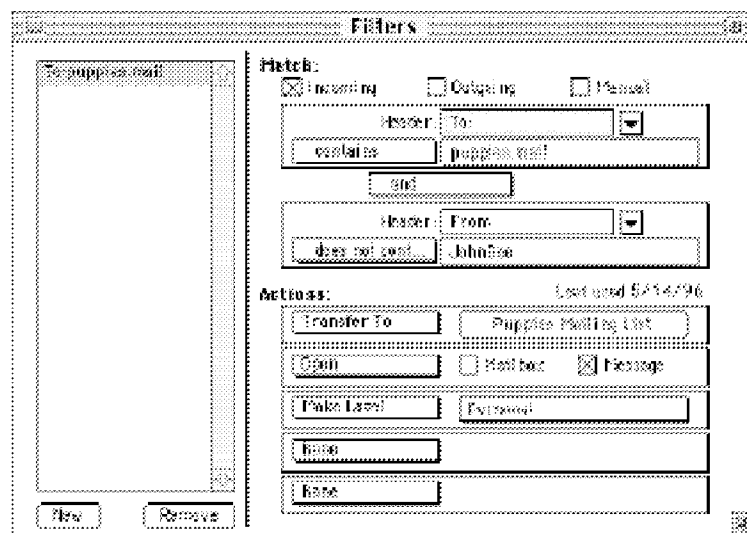 Filters
To:puppies.mail
Match:
Incoming Outgoing Manual
Header: To:
contains puppies.mail
and
Header: From
does not cont... JohnDoe
Actions: Last used 5/14/96
Transfer To Puppies Mailing List
Open Mailbox Message
Make Label Personal
None
None
New Remove